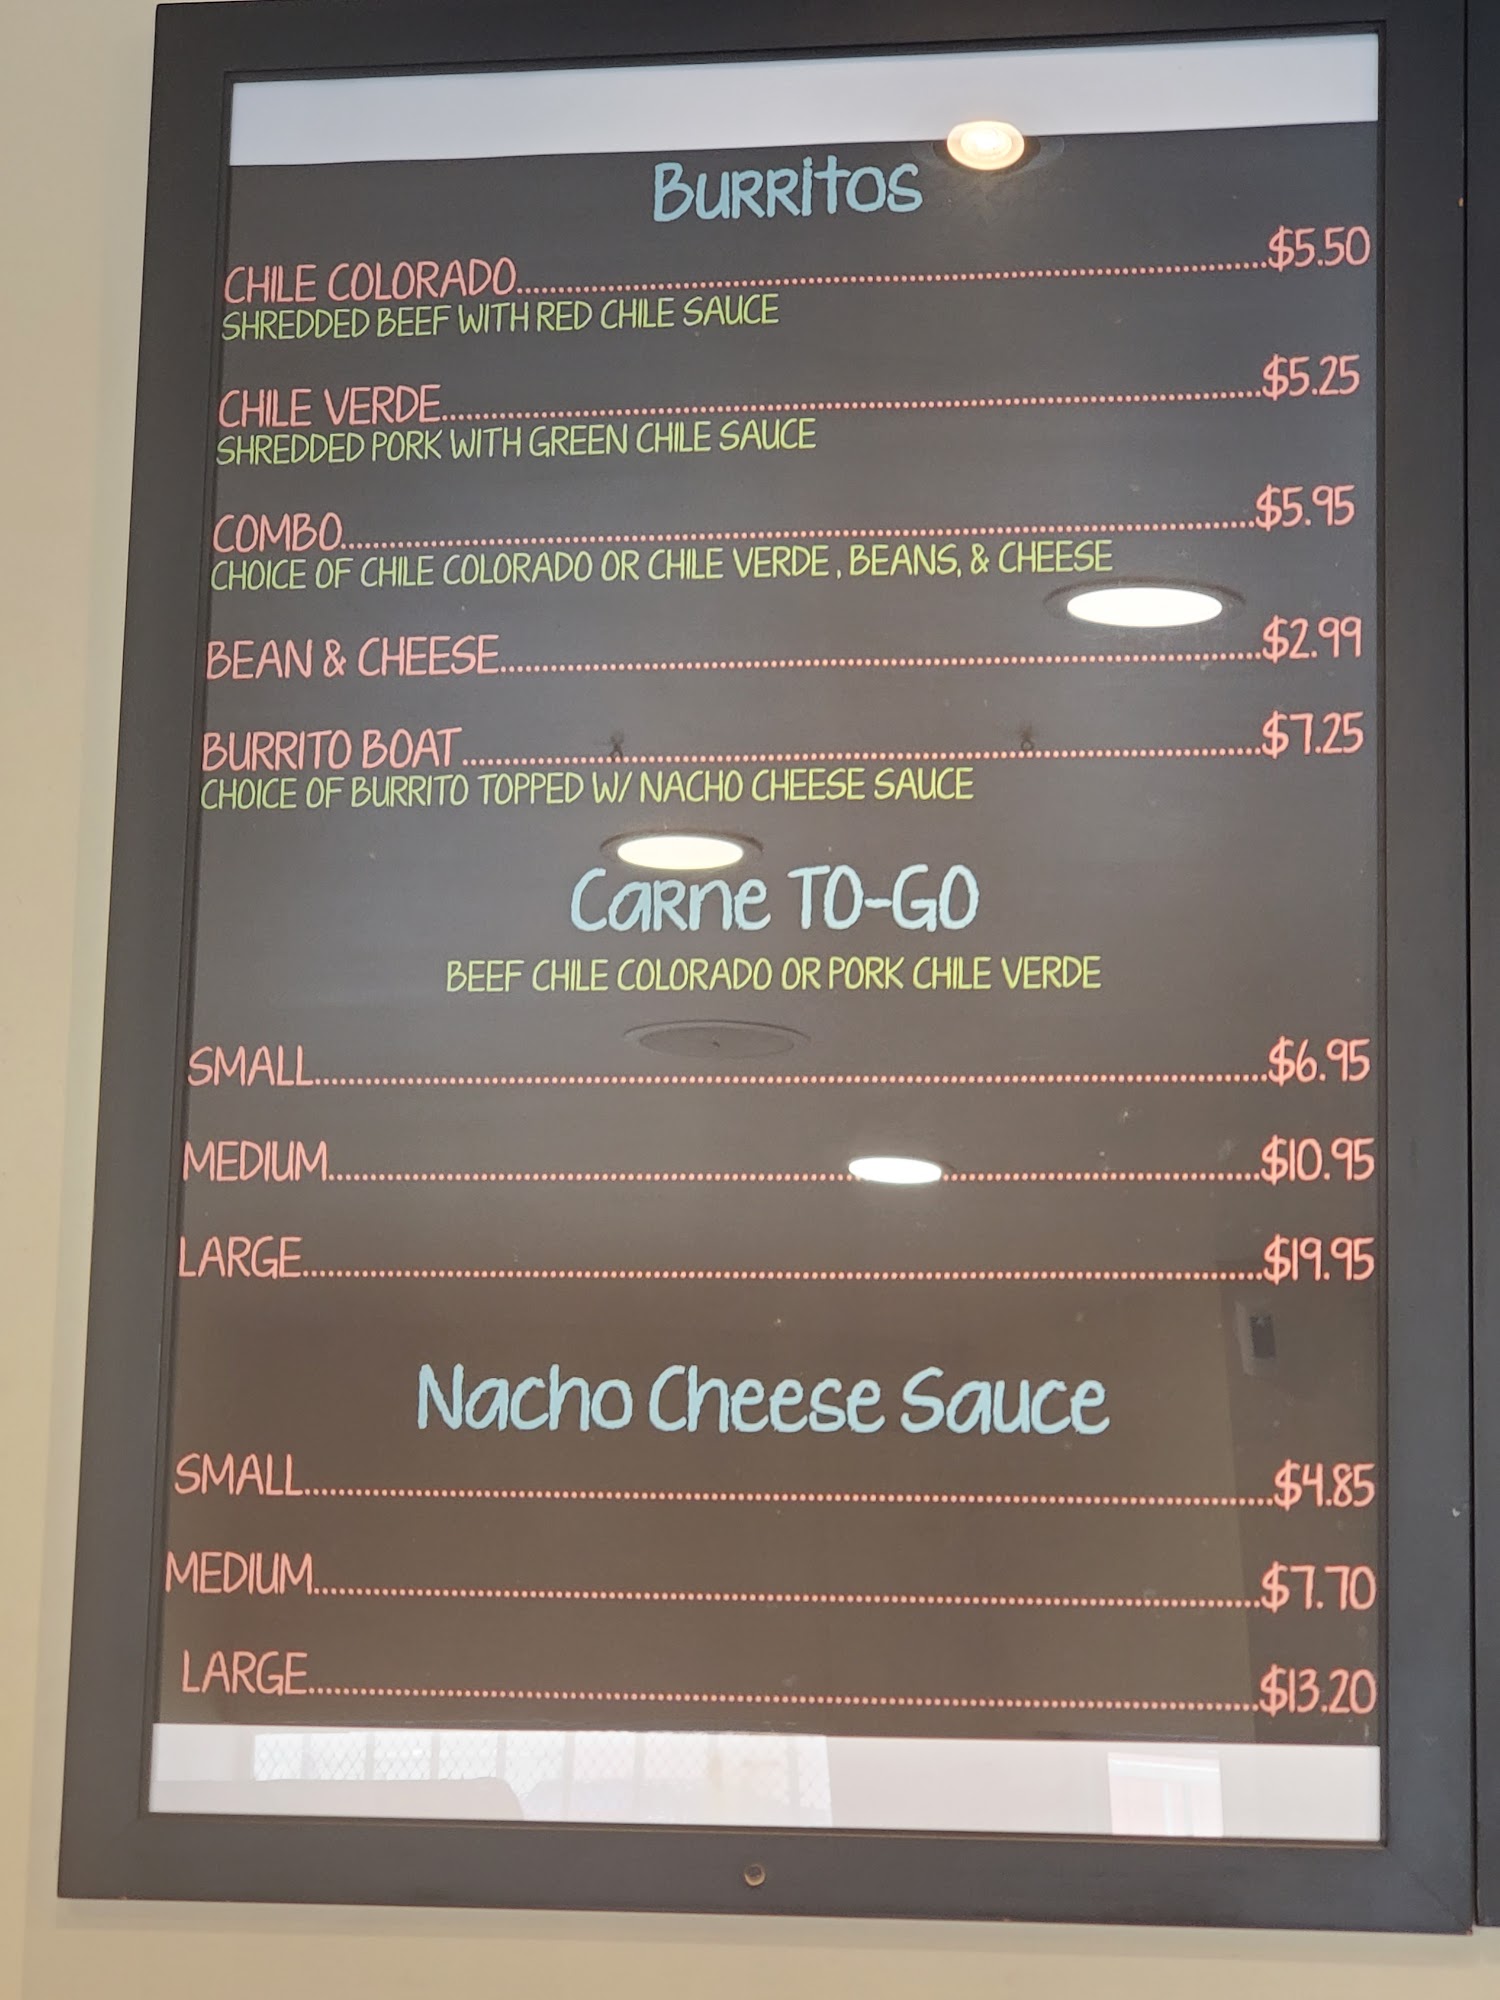 Burritos
CHILE COLORADO........$5.50
SHREDDED BEEF WITH RED CHILE SAUCE
CHILE VERDE........$5.25
SHREDDED PORK WITH GREEN CHILE SAUCE
COMBO........$5.95
CHOICE OF CHILE COLORADO OR CHILE VERDE, BEANS, & CHEESE
BEAN & CHEESE........$2.99
BURRITO BOAT........$7.25
CHOICE OF BURRITO TOPPED W/ NACHO CHEESE SAUCE
Carne TO-GO
BEEF CHILE COLORADO OR PORK CHILE VERDE
SMALL........$6.95
MEDIUM........$10.95
LARGE........$19.95
Nacho Cheese Sauce
SMALL........$4.85
MEDIUM........$7.70
LARGE........$13.20